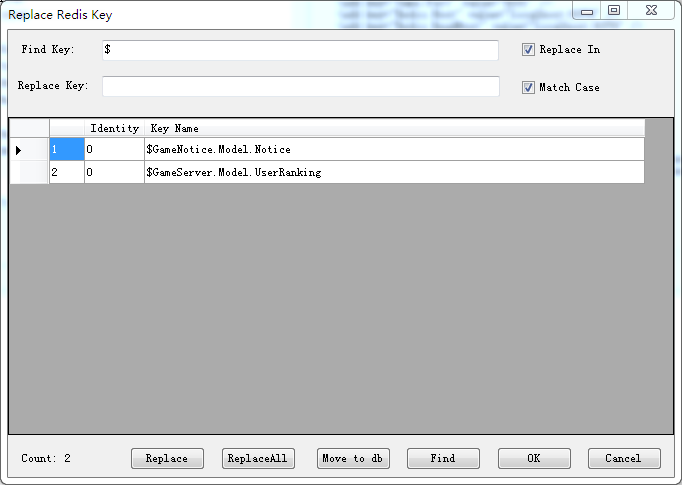 Replace Redis Key
Find Key: $
Replace In
Replace Key:
Match Case
Identity Key Name
1 0 $GameNotice.Model.Notice
2 0 $GameServer.Model.UserRanking
Count: 2 Replace ReplaceAll Move to db Find OK Cancel